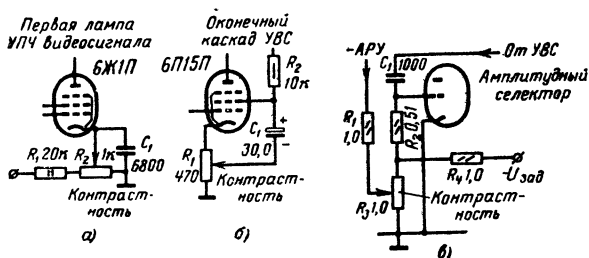 Первая лампа
УПЧ видеосигнала
6Ж1П
R1 20к
R2 1к
C1
6800
Контраст-
ность
а)
Оконечный
каскад УВС
6П15П
R2
10к
+
C1
30,0
−
R1
470
Контраст-
ность
б)
-АРУ
От УВС
C1 1000
Амплитудный
селектор
R1
1,0
R2 0,51
R4 1,0
-Uзад
R3 1,0
Контраст-
ность
в)